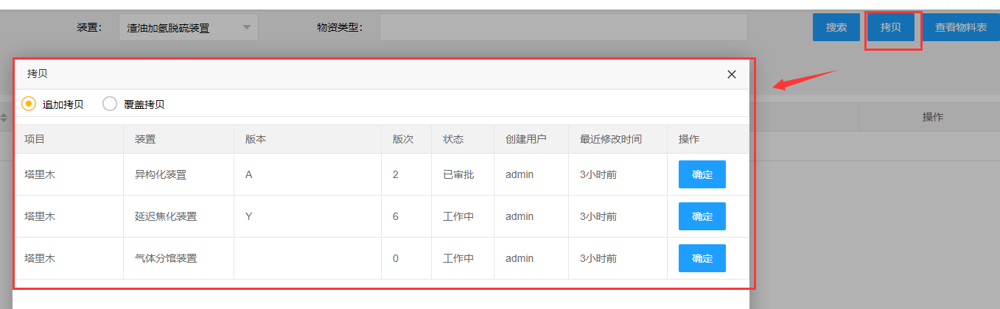 装置： 渣油加氢脱硫装置 物资类型： 搜索 拷贝 查看物料表
拷贝
追加拷贝 覆盖拷贝
操作
项目 装置 版本 版次 状态 创建用户 最近修改时间 操作
塔里木 异构化装置 A 2 已审批 admin 3小时前 确定
塔里木 延迟焦化装置 Y 6 工作中 admin 3小时前 确定
塔里木 气体分馆装置 0 工作中 admin 3小时前 确定